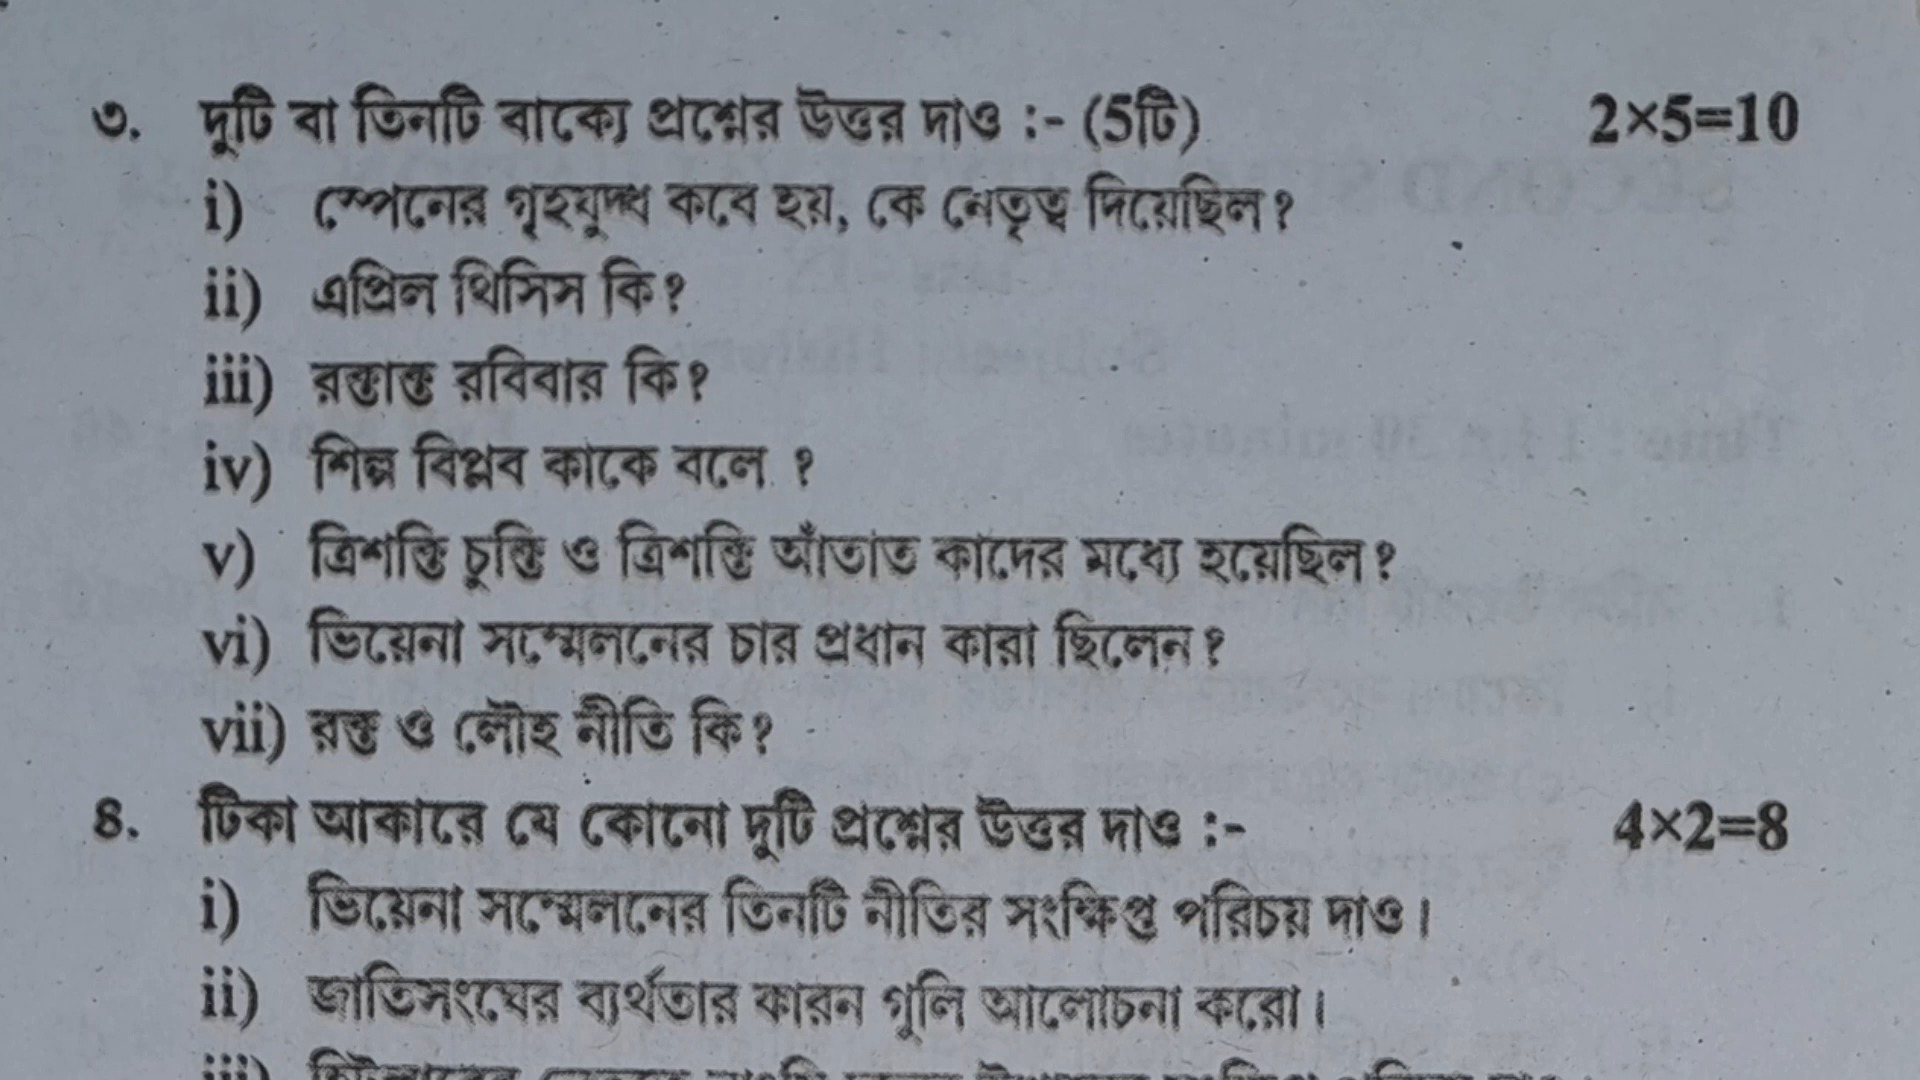 ৩. দুটি বা তিনটি বাক্যে প্রশ্নের উত্তর দাও :- (5টি) 2×5=10
i) স্পেনের গৃহযুদ্ধ কবে হয়, কে নেতৃত্ব দিয়েছিল?
ii) এপ্রিল থিসিস কি?
iii) রক্তাক্ত রবিবার কি?
iv) শিল্প বিপ্লব কাকে বলে ?
v) ত্রিশক্তি চুক্তি ও ত্রিশক্তি আঁতাত কাদের মধ্যে হয়েছিল?
vi) ভিয়েনা সম্মেলনের চার প্রধান কারা ছিলেন?
vii) রক্ত ও লৌহ নীতি কি?
৪. টিকা আকারে যে কোনো দুটি প্রশ্নের উত্তর দাও :- 4×2=8
i) ভিয়েনা সম্মেলনের তিনটি নীতির সংক্ষিপ্ত পরিচয় দাও।
ii) জাতিসংঘের ব্যর্থতার কারন গুলি আলোচনা করো।
iii)